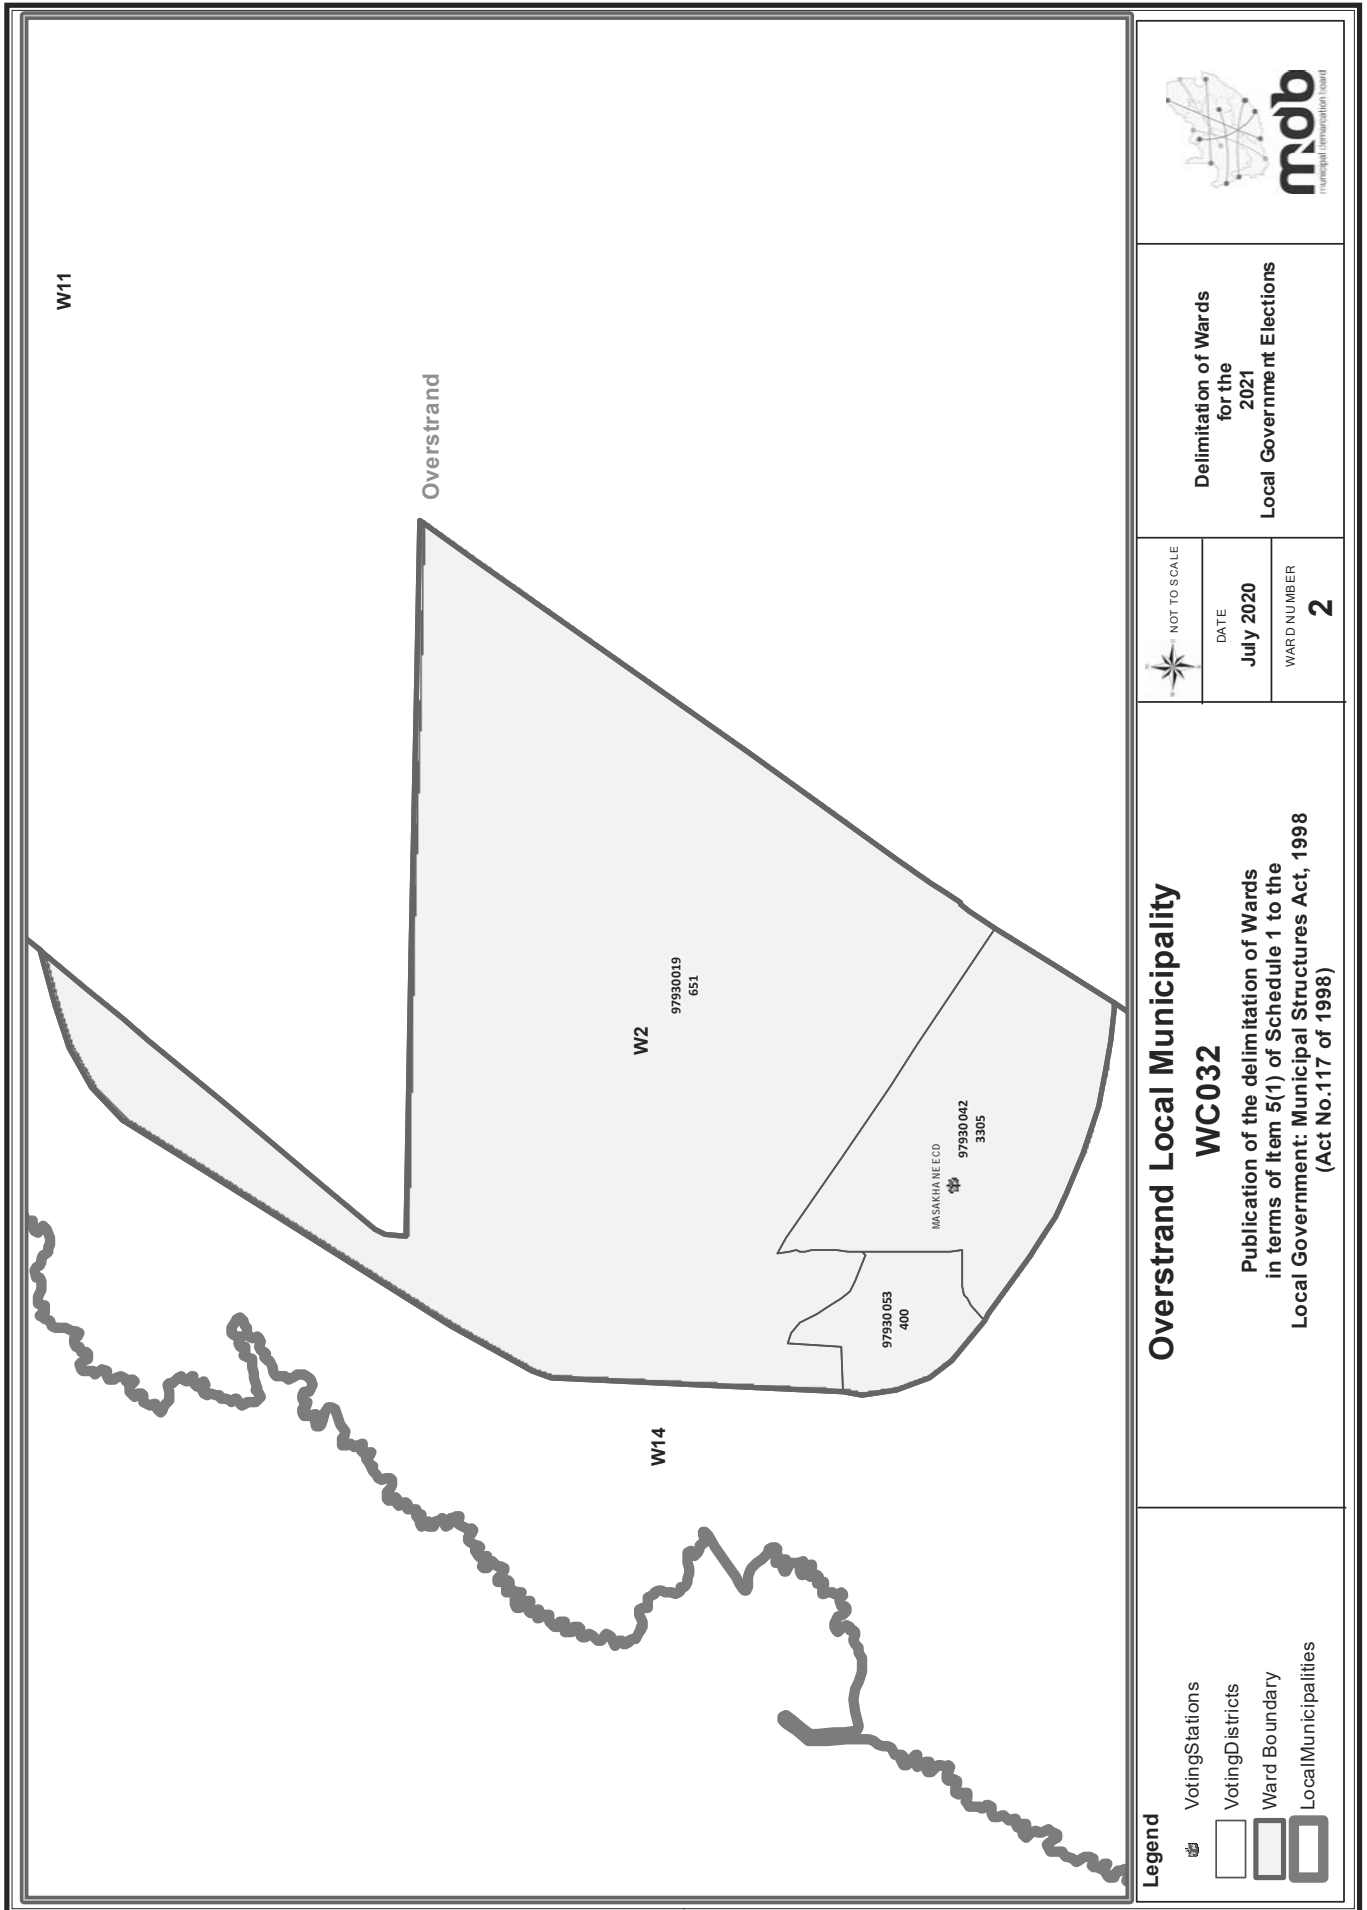 W11
Overstrand
W2
97930019
651
MASAKHANE ECD
97930042
3305
97930053
400
W14
Legend
VotingStations
VotingDistricts
Ward Boundary
LocalMunicipalities
Overstrand Local Municipality
WC032
Publication of the delimitation of Wards
in terms of Item 5(1) of Schedule 1 to the
Local Government: Municipal Structures Act, 1998
(Act No.117 of 1998)
NOT TO SCALE
DATE
July 2020
WARD NUMBER
2
Delimitation of Wards
for the
2021
Local Government Elections
mdb
municipal demarcation board